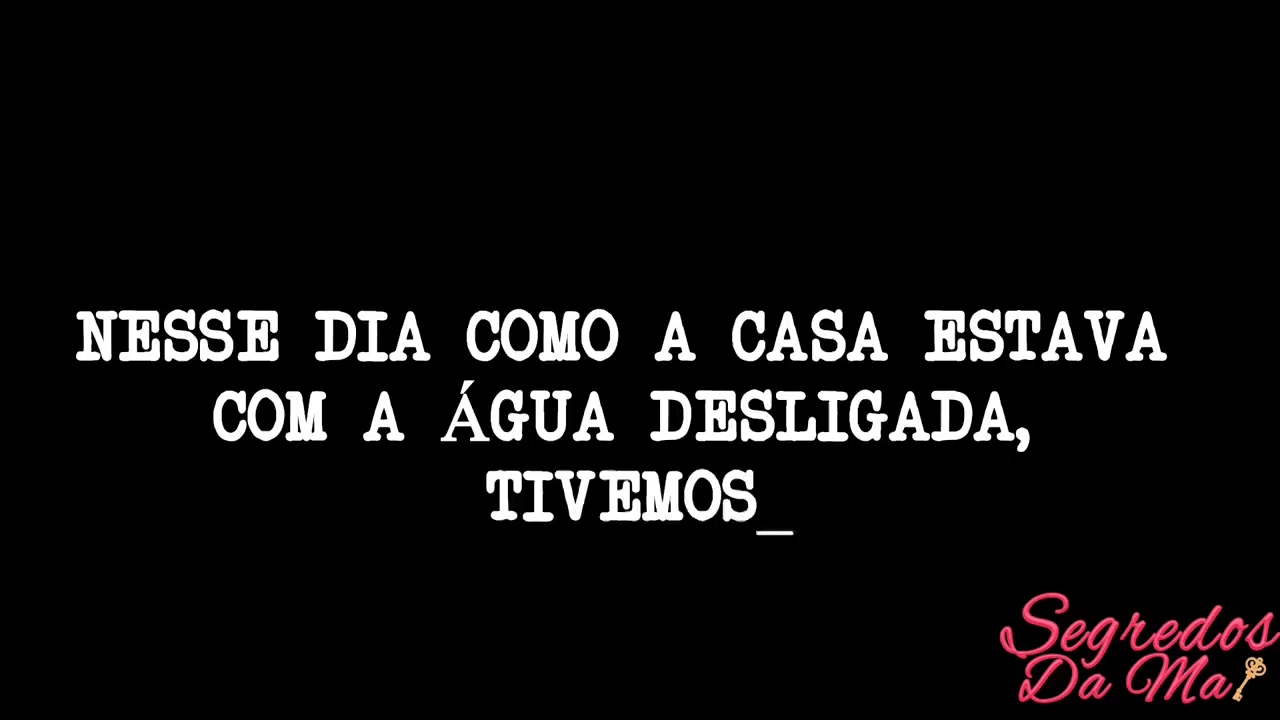 NESSE DIA COMO A CASA ESTAVA
COM A ÁGUA DESLIGADA,
TIVEMOS_
Segredos
Da Ma